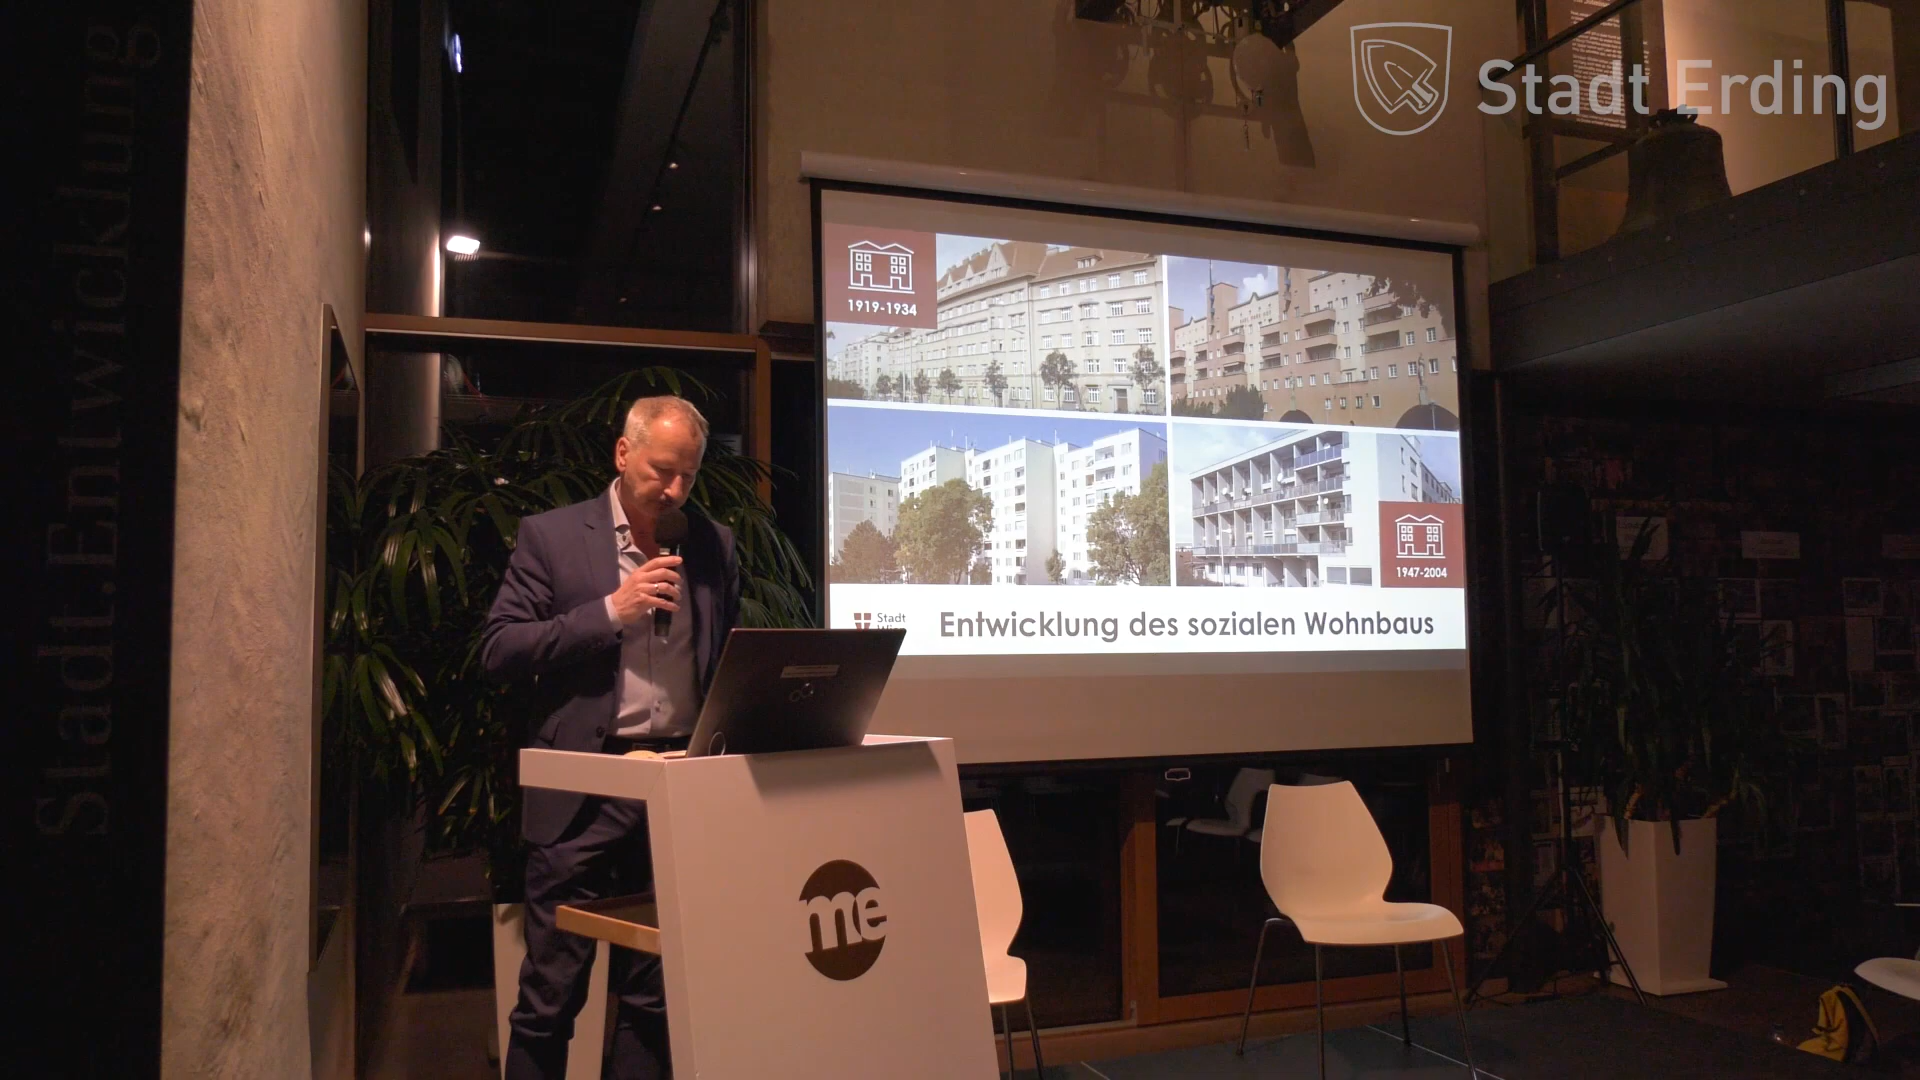 Stadt Erding
Stadt.Entwicklung
1919-1934
1947-2004
Stadt
Entwicklung des sozialen Wohnbaus
me